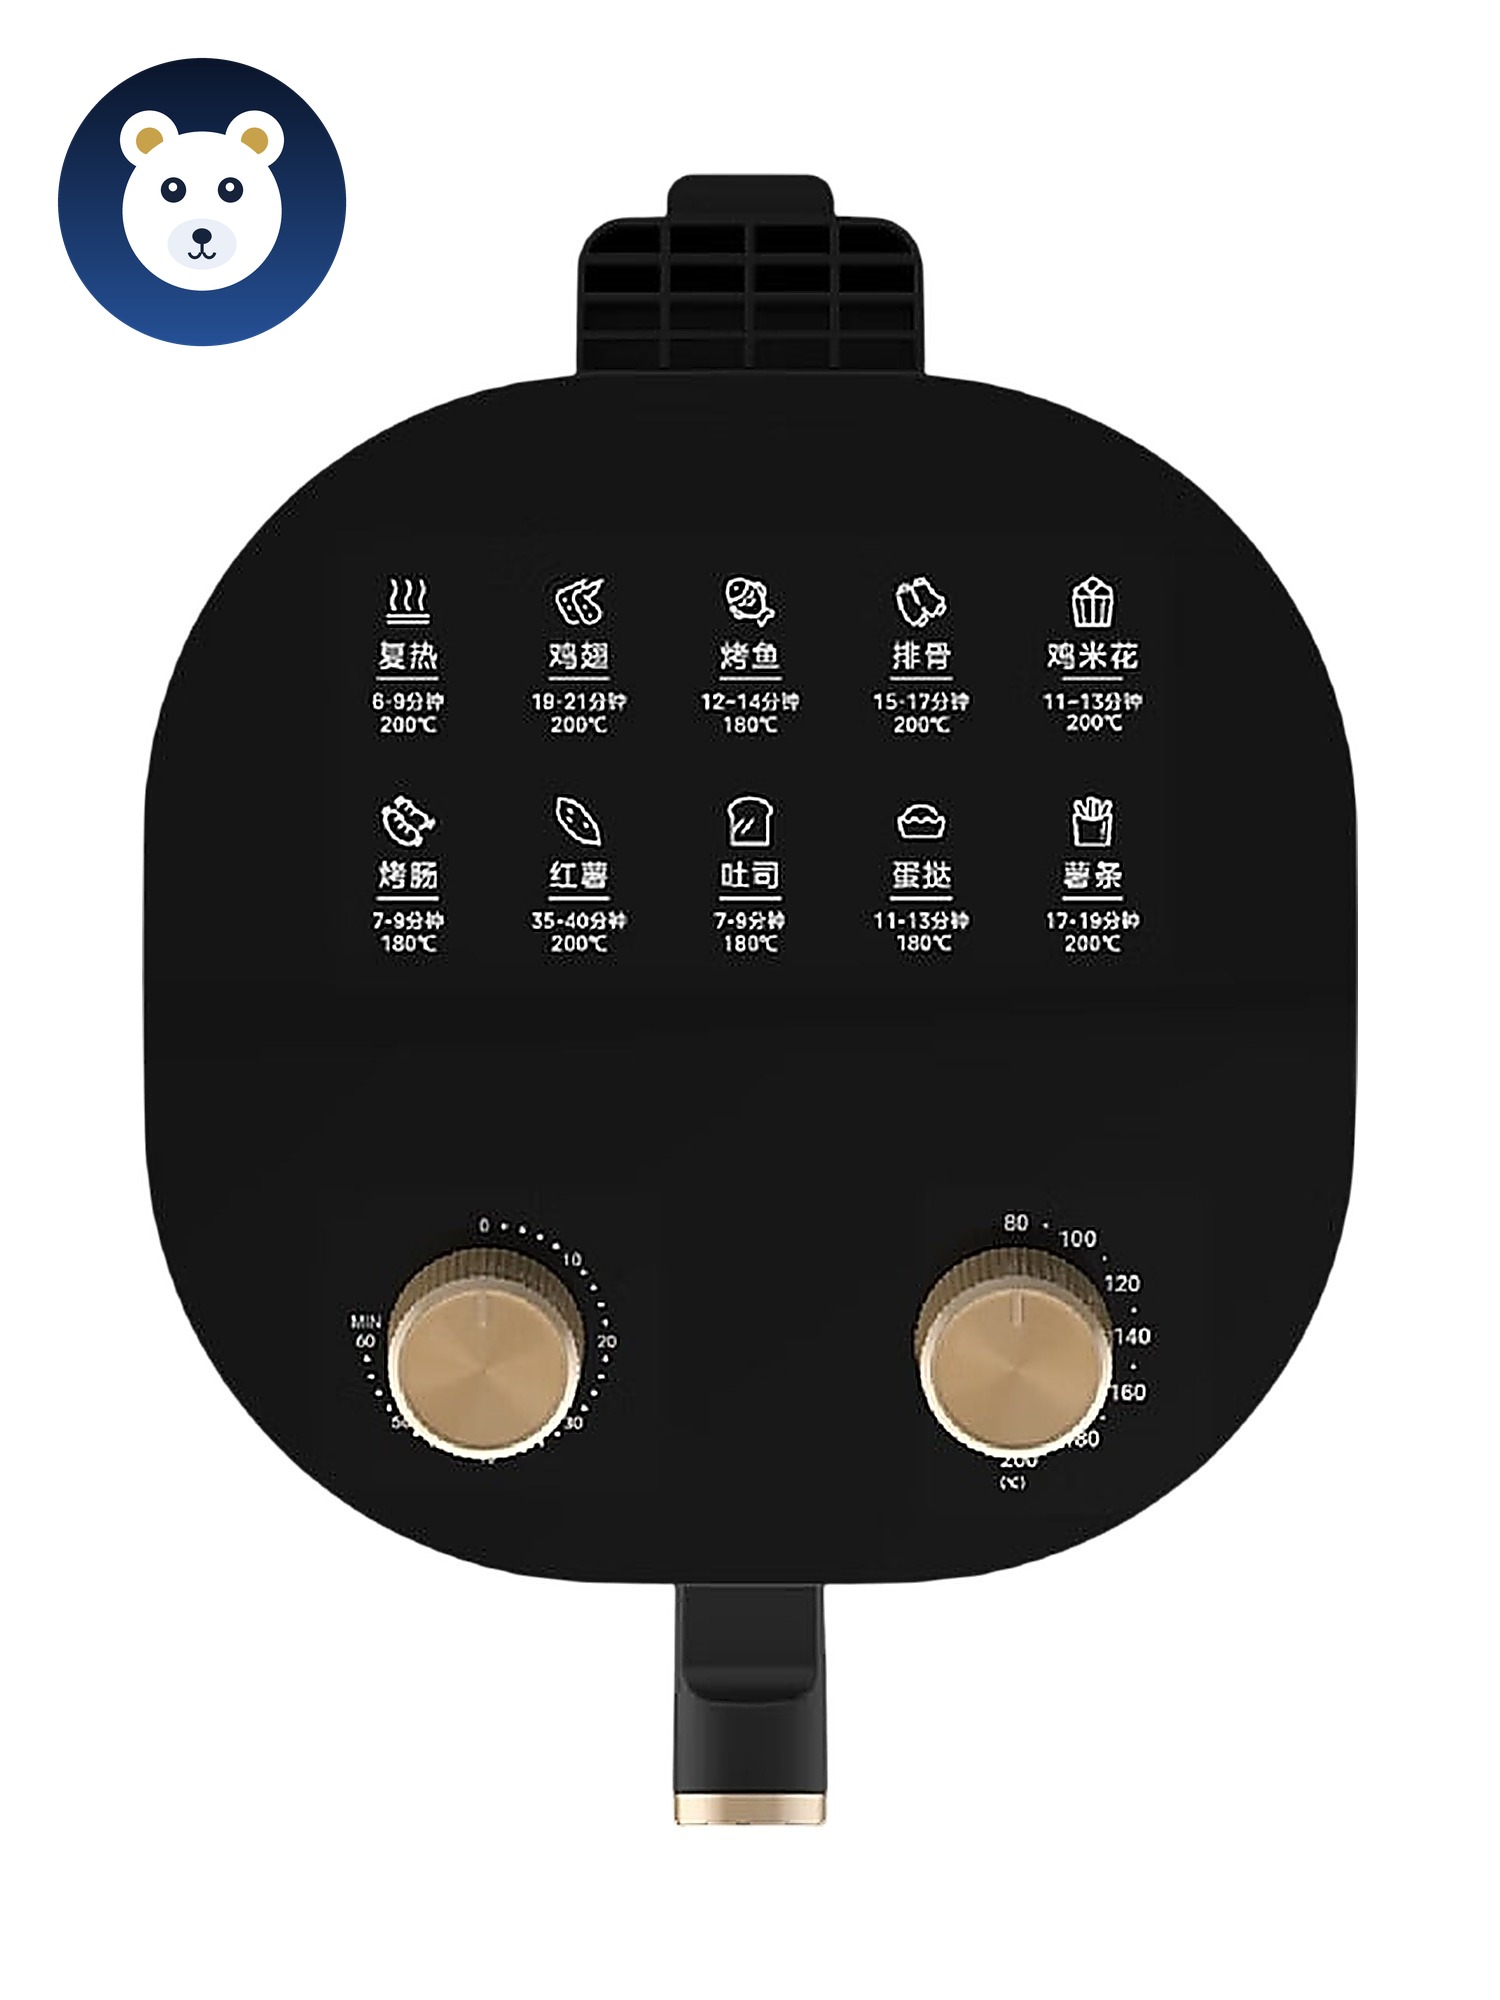 复热
6-9分钟
200℃
鸡翅
19-21分钟
200℃
烤鱼
12-14分钟
180℃
排骨
15-17分钟
200℃
鸡米花
11-13分钟
200℃
烤肠
7-9分钟
180℃
红薯
35-40分钟
200℃
吐司
7-9分钟
180℃
蛋挞
11-13分钟
180℃
薯条
17-19分钟
200℃
0
10
20
30
MIN
60
80
100
120
140
160
200
(℃)